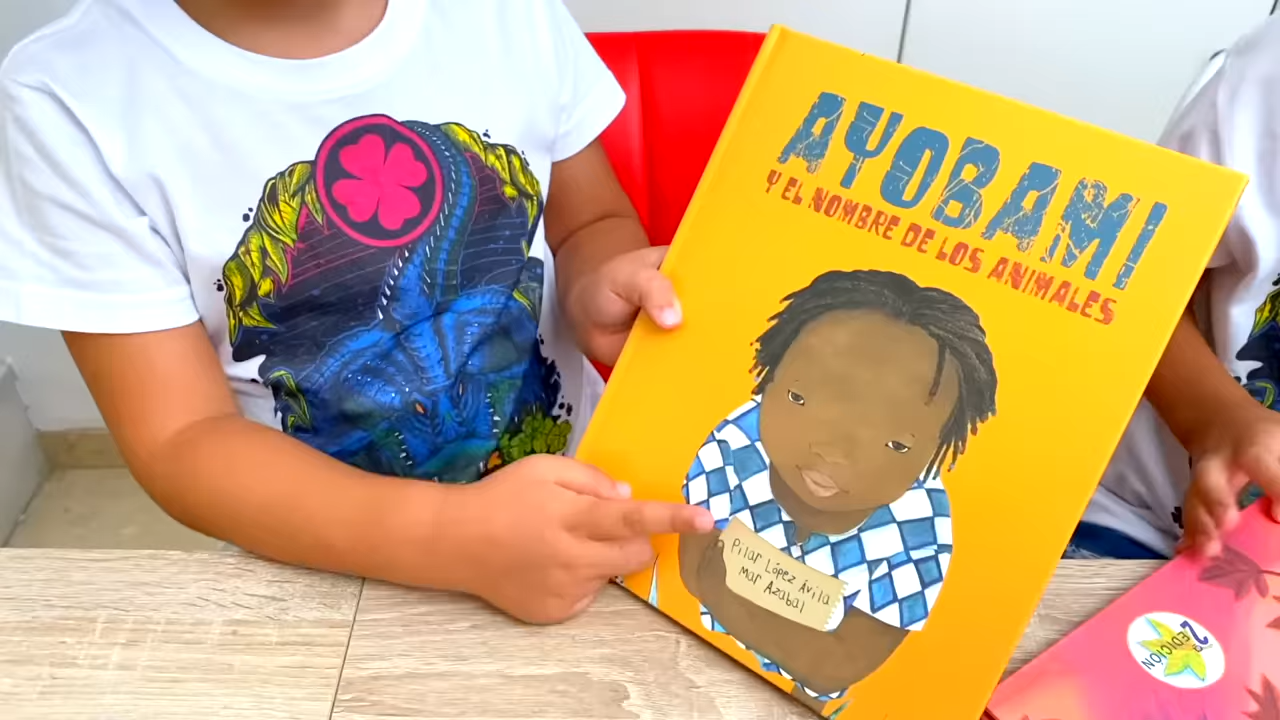 AYOBAMI
Y EL NOMBRE DE LOS ANIMALES
Pilar López Ávila
mar Azabal
2ª
EDICIÓN